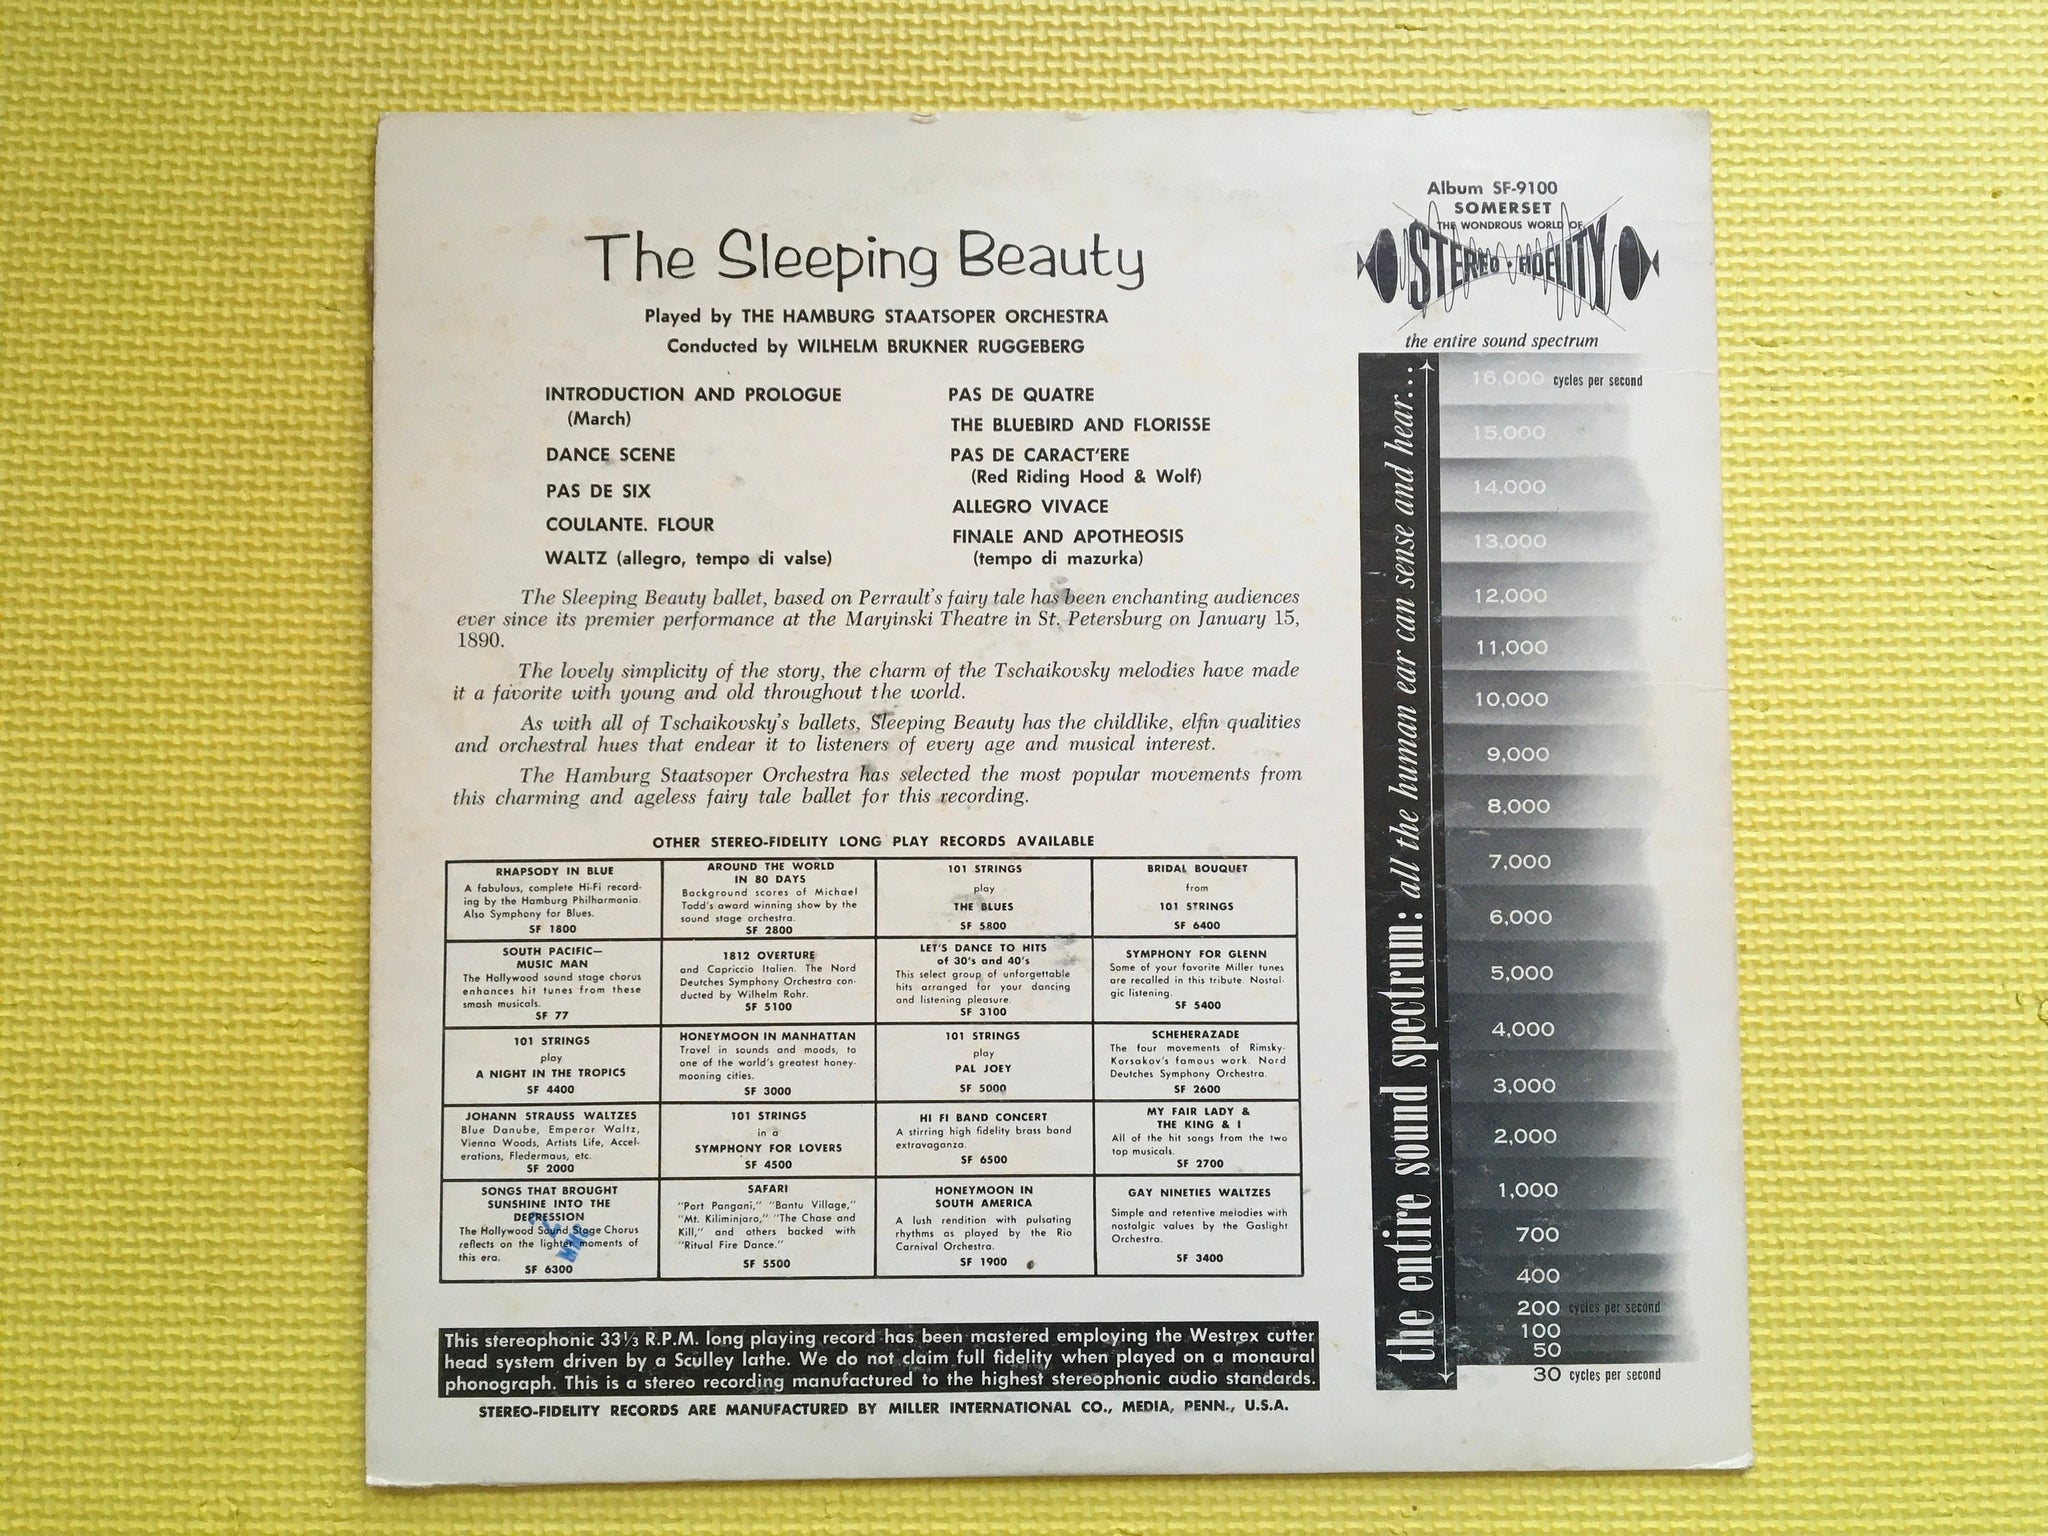 The Sleeping Beauty
Played by THE HAMBURG STAATSOPER ORCHESTRA
Conducted by WILHELM BRUKNER RUGGEBERG
INTRODUCTION AND PROLOGUE
(March)
DANCE SCENE
PAS DE SIX
COULANTE. FLOUR
WALTZ (allegro, tempo di valse)
PAS DE QUATRE
THE BLUEBIRD AND FLORISSE
PAS DE CARACT'ERE
(Red Riding Hood & Wolf)
ALLEGRO VIVACE
FINALE AND APOTHEOSIS
(tempo di mazurka)
The Sleeping Beauty ballet, based on Perrault's fairy tale has been enchanting audiences
ever since its premier performance at the Maryinski Theatre in St. Petersburg on January 15,
1890.
The lovely simplicity of the story, the charm of the Tschaikovsky melodies have made
it a favorite with young and old throughout the world.
As with all of Tschaikovsky's ballets, Sleeping Beauty has the childlike, elfin qualities
and orchestral hues that endear it to listeners of every age and musical interest.
The Hamburg Staatsoper Orchestra has selected the most popular movements from
this charming and ageless fairy tale ballet for this recording.
OTHER STEREO-FIDELITY LONG PLAY RECORDS AVAILABLE
RHAPSODY IN BLUE
A fabulous, complete Hi-Fi record-
ing by the Hamburg Philharmonia.
Also Symphony for Blues.
SF 1800
AROUND THE WORLD
IN 80 DAYS
Background scores of Michael
Todd's award winning show by the
sound stage orchestra.
SF 2800
101 STRINGS
play
THE BLUES
SF 5800
BRIDAL BOUQUET
from
101 STRINGS
SF 6400
SOUTH PACIFIC—
MUSIC MAN
The Hollywood sound stage chorus
enhances hit tunes from these
smash musicals.
SF 77
1812 OVERTURE
and Capriccio Italien. The Nord
Deutches Symphony Orchestra con-
ducted by Wilhelm Rohr.
SF 5100
LET'S DANCE TO HITS
of 30's and 40's
This select group of unforgettable
hits arranged for your dancing
and listening pleasure.
SF 3100
SYMPHONY FOR GLENN
Some of your favorite Miller tunes
are recalled in this tribute. Nostal-
gic listening.
SF 5400
101 STRINGS
play
A NIGHT IN THE TROPICS
SF 4400
HONEYMOON IN MANHATTAN
Travel in sounds and moods, to
one of the world's greatest honey-
mooning cities.
SF 3000
101 STRINGS
play
PAL JOEY
SF 5000
SCHEHERAZADE
The four movements of Rimsky-
Korsakov's famous work. Nord
Deutches Symphony Orchestra.
SF 2600
JOHANN STRAUSS WALTZES
Blue Danube, Emperor Waltz,
Vienna Woods, Artists Life, Accel-
erations, Fledermaus, etc.
SF 2000
101 STRINGS
in a
SYMPHONY FOR LOVERS
SF 4500
HI FI BAND CONCERT
A stirring high fidelity brass band
extravaganza.
SF 6500
MY FAIR LADY &
THE KING & I
All of the hit songs from the two
top musicals.
SF 2700
SONGS THAT BROUGHT
SUNSHINE INTO THE
DEPRESSION
The Hollywood Sound Stage Chorus
reflects on the lighter moments of
this era.
SF 6300
SAFARI
"Port Pangani," "Bantu Village,"
"Mt. Kiliminjaro," "The Chase and
Kill," and others backed with
"Ritual Fire Dance."
SF 5500
HONEYMOON IN
SOUTH AMERICA
A lush rendition with pulsating
rhythms as played by the Rio
Carnival Orchestra.
SF 1900
GAY NINETIES WALTZES
Simple and retentive melodies with
nostalgic values by the Gaslight
Orchestra.
SF 3400
This stereophonic 33⅓ R.P.M. long playing record has been mastered employing the Westrex cutter
head system driven by a Sculley lathe. We do not claim full fidelity when played on a monaural
phonograph. This is a stereo recording manufactured to the highest stereophonic audio standards.
STEREO-FIDELITY RECORDS ARE MANUFACTURED BY MILLER INTERNATIONAL CO., MEDIA, PENN., U.S.A.
Album SF-9100
SOMERSET
THE WONDROUS WORLD OF
STEREO-FIDELITY
the entire sound spectrum
the entire sound spectrum: all the human ear can sense and hear...
16,000 cycles per second
15,000
14,000
13,000
12,000
11,000
10,000
9,000
8,000
7,000
6,000
5,000
4,000
3,000
2,000
1,000
700
400
200 cycles per second
100
50
30 cycles per second